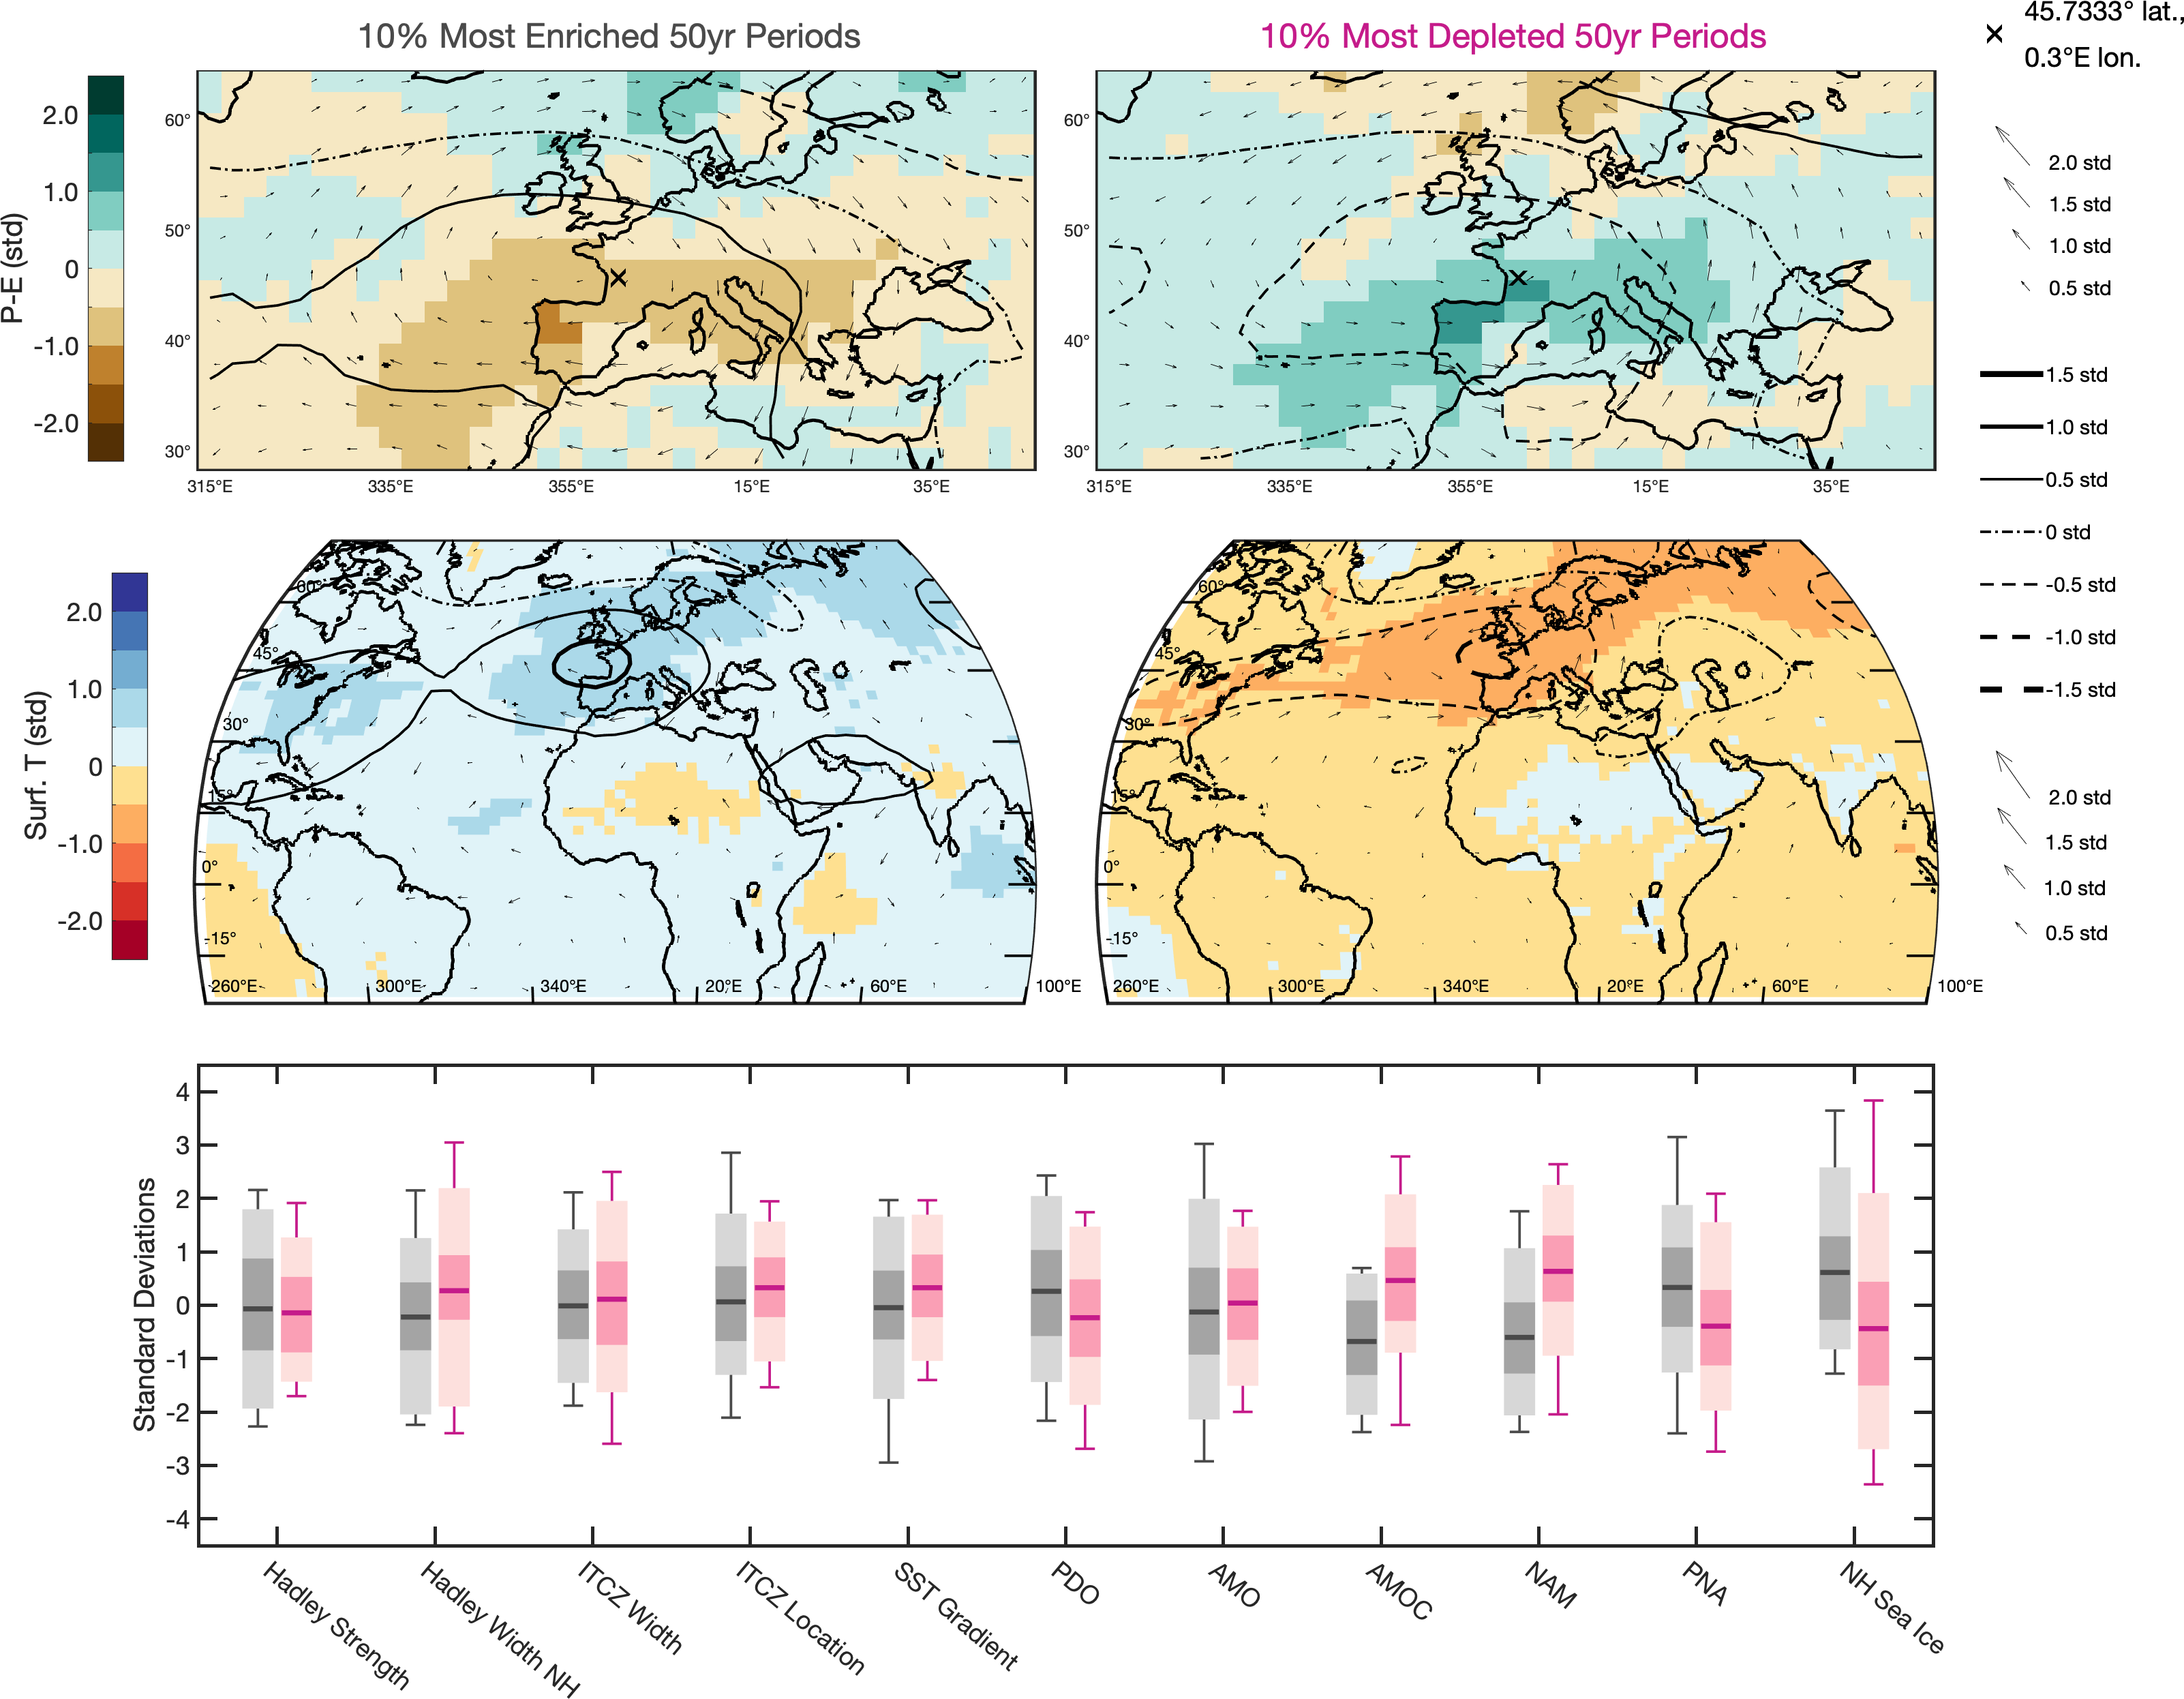 10% Most Enriched 50yr Periods
10% Most Depleted 50yr Periods
45.7333° lat.,
0.3°E lon.
P-E (std)
2.0
1.0
0
-1.0
-2.0
60°
50°
40°
30°
315°E 335°E 355°E 15°E 35°E
60°
50°
40°
30°
315°E 335°E 355°E 15°E 35°E
2.0 std
1.5 std
1.0 std
0.5 std
1.5 std
1.0 std
0.5 std
0 std
-0.5 std
-1.0 std
-1.5 std
Surf. T (std)
2.0
1.0
0
-1.0
-2.0
60°
45°
30°
15°
0°
-15°
260°E 300°E 340°E 20°E 60°E 100°E
60°
45°
30°
15°
0°
-15°
260°E 300°E 340°E 20°E 60°E 100°E
2.0 std
1.5 std
1.0 std
0.5 std
Standard Deviations
4
3
2
1
0
-1
-2
-3
-4
Hadley Strength
Hadley Width NH
ITCZ Width
ITCZ Location
SST Gradient
PDO
AMO
AMOC
NAM
PNA
NH Sea Ice